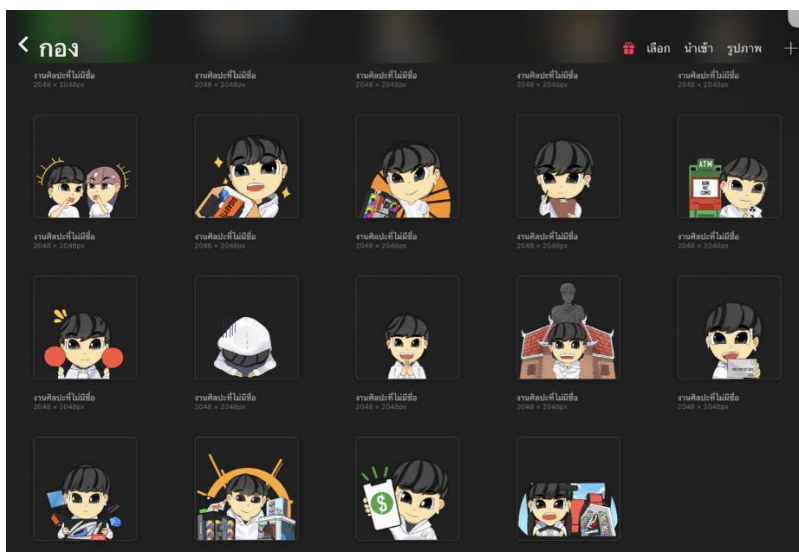 กอง
เลือก นำเข้า รูปภาพ
งานศิลปะที่ไม่มีชื่อ งานศิลปะที่ไม่มีชื่อ งานศิลปะที่ไม่มีชื่อ งานศิลปะที่ไม่มีชื่อ งานศิลปะที่ไม่มีชื่อ
2048 × 2048px 2048 × 2048px 2048 × 2048px 2048 × 2048px 2048 × 2048px
ATM
งานศิลปะที่ไม่มีชื่อ งานศิลปะที่ไม่มีชื่อ งานศิลปะที่ไม่มีชื่อ งานศิลปะที่ไม่มีชื่อ งานศิลปะที่ไม่มีชื่อ
2048 × 2048px 2048 × 2048px 2048 × 2048px 2048 × 2048px 2048 × 2048px
งานศิลปะที่ไม่มีชื่อ งานศิลปะที่ไม่มีชื่อ งานศิลปะที่ไม่มีชื่อ งานศิลปะที่ไม่มีชื่อ งานศิลปะที่ไม่มีชื่อ
2048 × 2048px 2048 × 2048px 2048 × 2048px 2048 × 2048px 2048 × 2048px
$